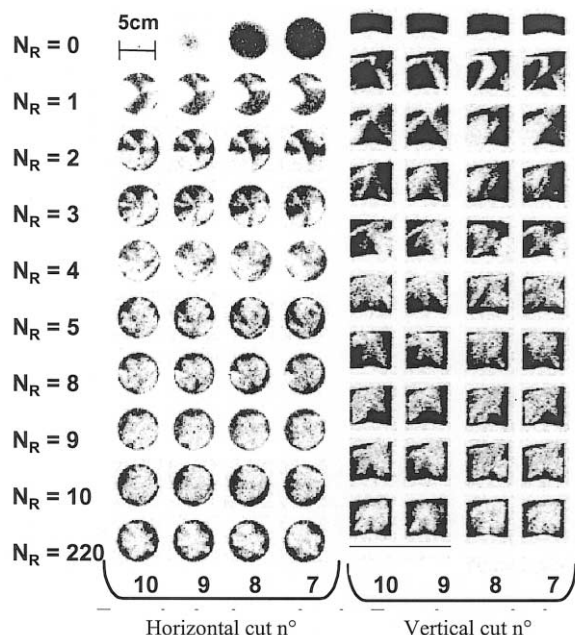 5cm
N_R = 0
N_R = 1
N_R = 2
N_R = 3
N_R = 4
N_R = 5
N_R = 8
N_R = 9
N_R = 10
N_R = 220
10 9 8 7 10 9 8 7
Horizontal cut n° Vertical cut n°